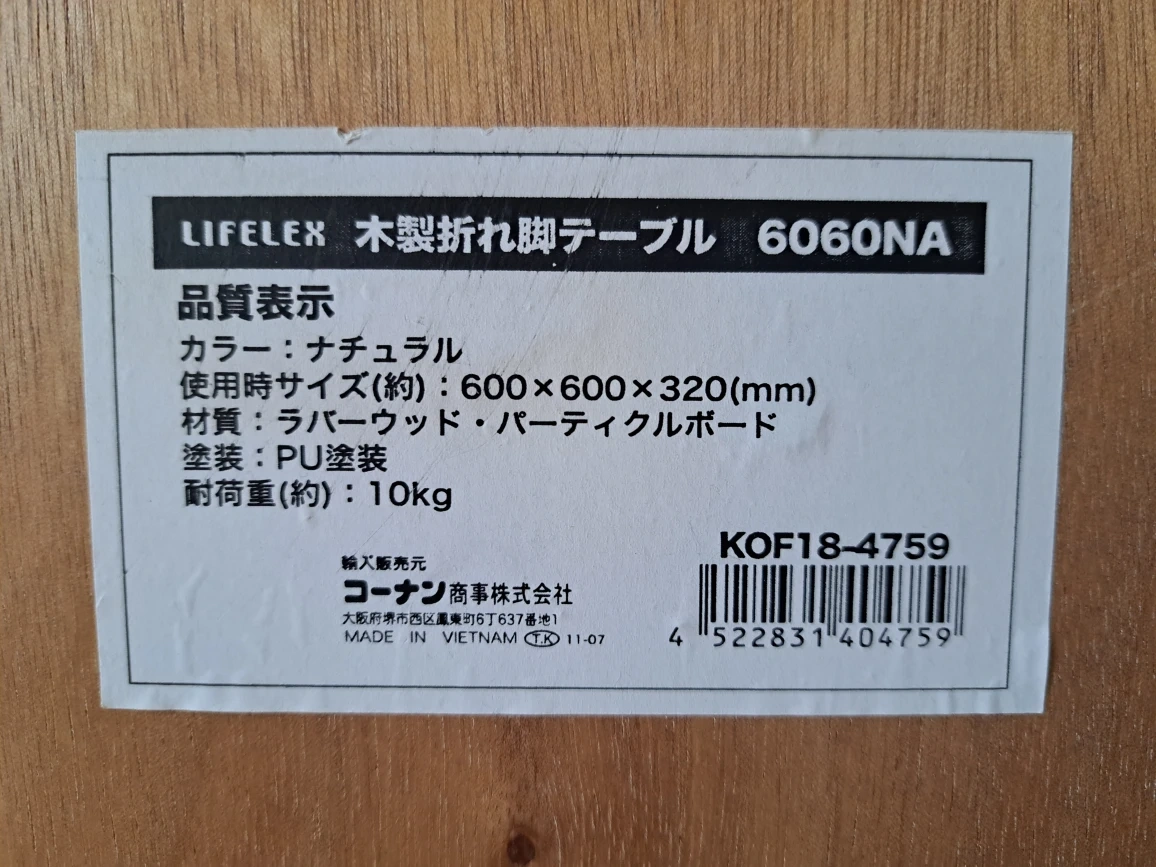 LIFELEX 木製折れ脚テーブル 6060NA
品質表示
カラー：ナチュラル
使用時サイズ(約)：600×600×320(mm)
材質：ラバーウッド・パーティクルボード
塗装：PU塗装
耐荷重(約)：10kg
輸入販売元
コーナン商事株式会社
大阪府堺市西区鳳東町6丁637番地1
MADE IN VIETNAM T.K 11-07
KOF18-4759
4 522831 404759